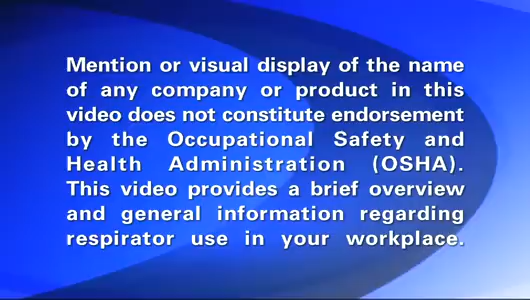 Mention or visual display of the name
of any company or product in this
video does not constitute endorsement
by the Occupational Safety and
Health Administration (OSHA).
This video provides a brief overview
and general information regarding
respirator use in your workplace.